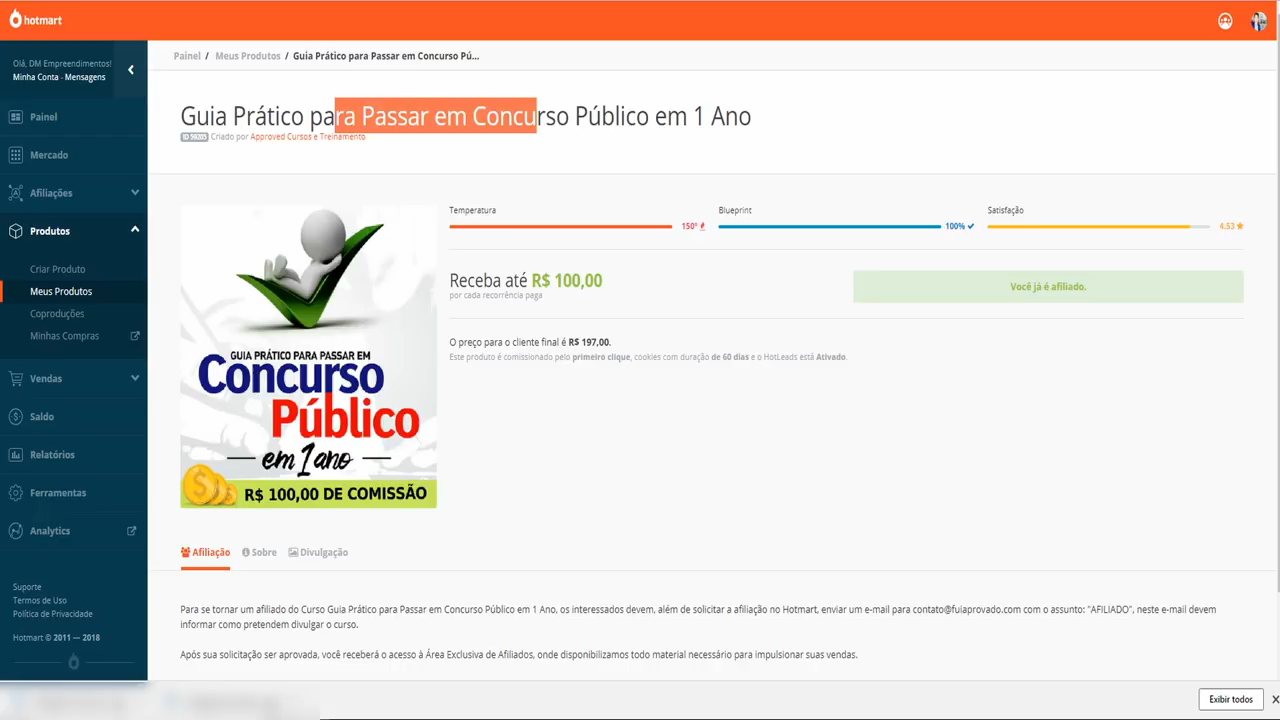 hotmart
Olá, DM Empreendimentos!
Minha Conta - Mensagens
Painel
Mercado
Afiliações
Produtos
Criar Produto
Meus Produtos
Coproduções
Minhas Compras
Vendas
Saldo
Relatórios
Ferramentas
Analytics
Suporte
Termos de Uso
Política de Privacidade
Hotmart © 2011 — 2018
Painel / Meus Produtos / Guia Prático para Passar em Concurso Pú...
Guia Prático para Passar em Concurso Público em 1 Ano
Criado por Approved Cursos e Treinamento
Temperatura
150º
Blueprint
100%
Satisfação
4.53
Receba até R$ 100,00
por cada recorrência paga
Você já é afiliado.
O preço para o cliente final é R$ 197,00.
Este produto é comissionado pelo primeiro clique, cookies com duração de 60 dias e o HotLeads está Ativado.
GUIA PRÁTICO PARA PASSAR EM
Concurso
Público
em 1 ano
R$ 100,00 DE COMISSÃO
Afiliação
Sobre
Divulgação
Para se tornar um afiliado do Curso Guia Prático para Passar em Concurso Público em 1 Ano, os interessados devem, além de solicitar a afiliação no Hotmart, enviar um e-mail para contato@fuiaprovado.com com o assunto: "AFILIADO", neste e-mail devem
informar como pretendem divulgar o curso.
Após sua solicitação ser aprovada, você receberá o acesso à Área Exclusiva de Afiliados, onde disponibilizamos todo material necessário para impulsionar suas vendas.
Exibir todos